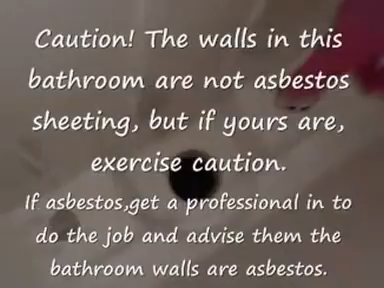 Caution! The walls in this
bathroom are not asbestos
sheeting, but if yours are,
exercise caution.
If asbestos,get a professional in to
do the job and advise them the
bathroom walls are asbestos.